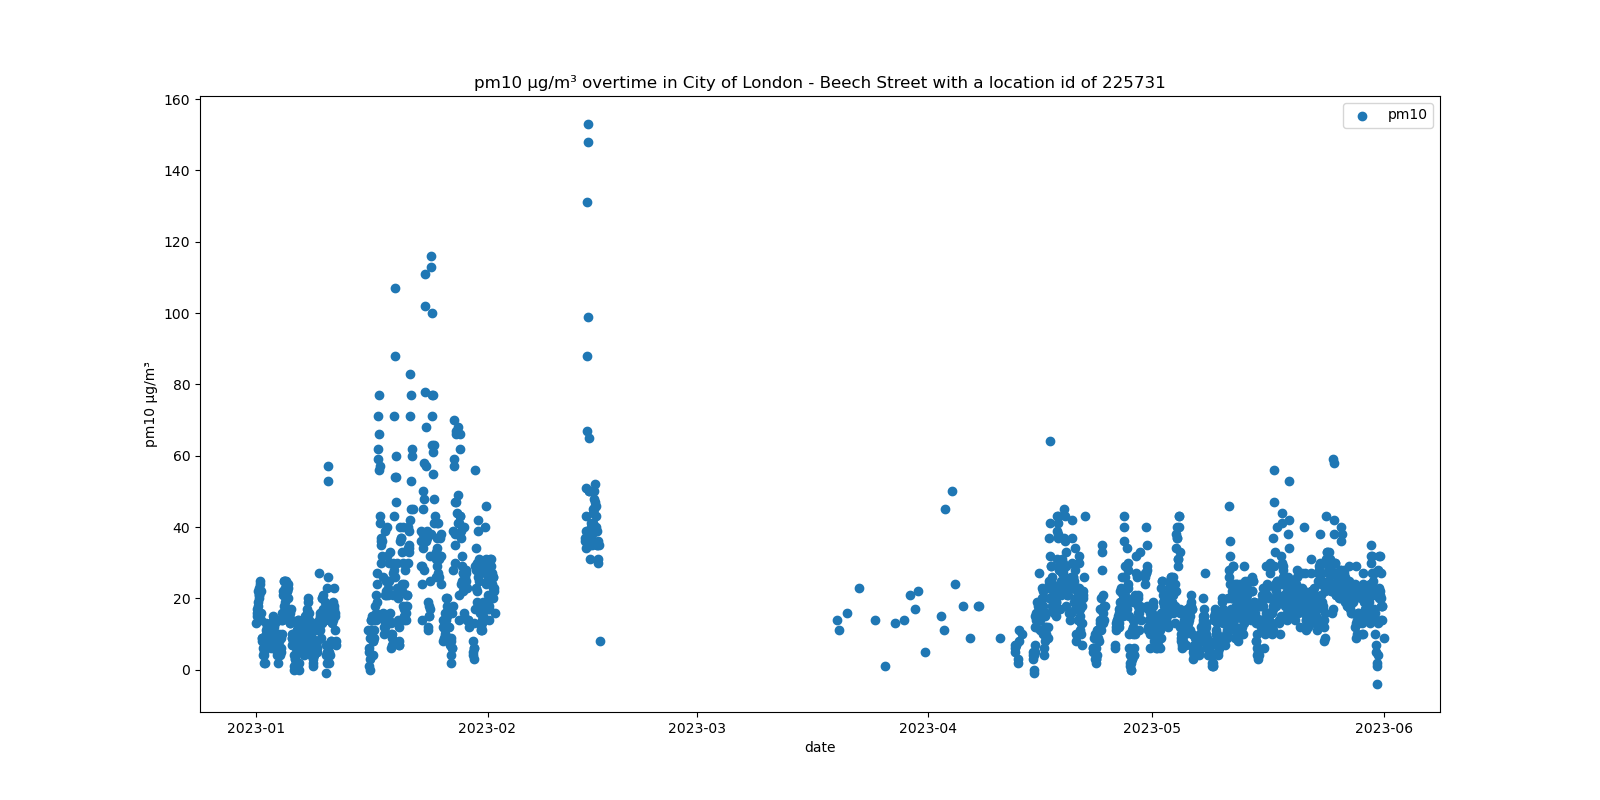 pm10 µg/m³ overtime in City of London - Beech Street with a location id of 225731
pm10
160
140
120
100
80
60
40
20
0
pm10 µg/m³
2023-01 2023-02 2023-03 2023-04 2023-05 2023-06
date